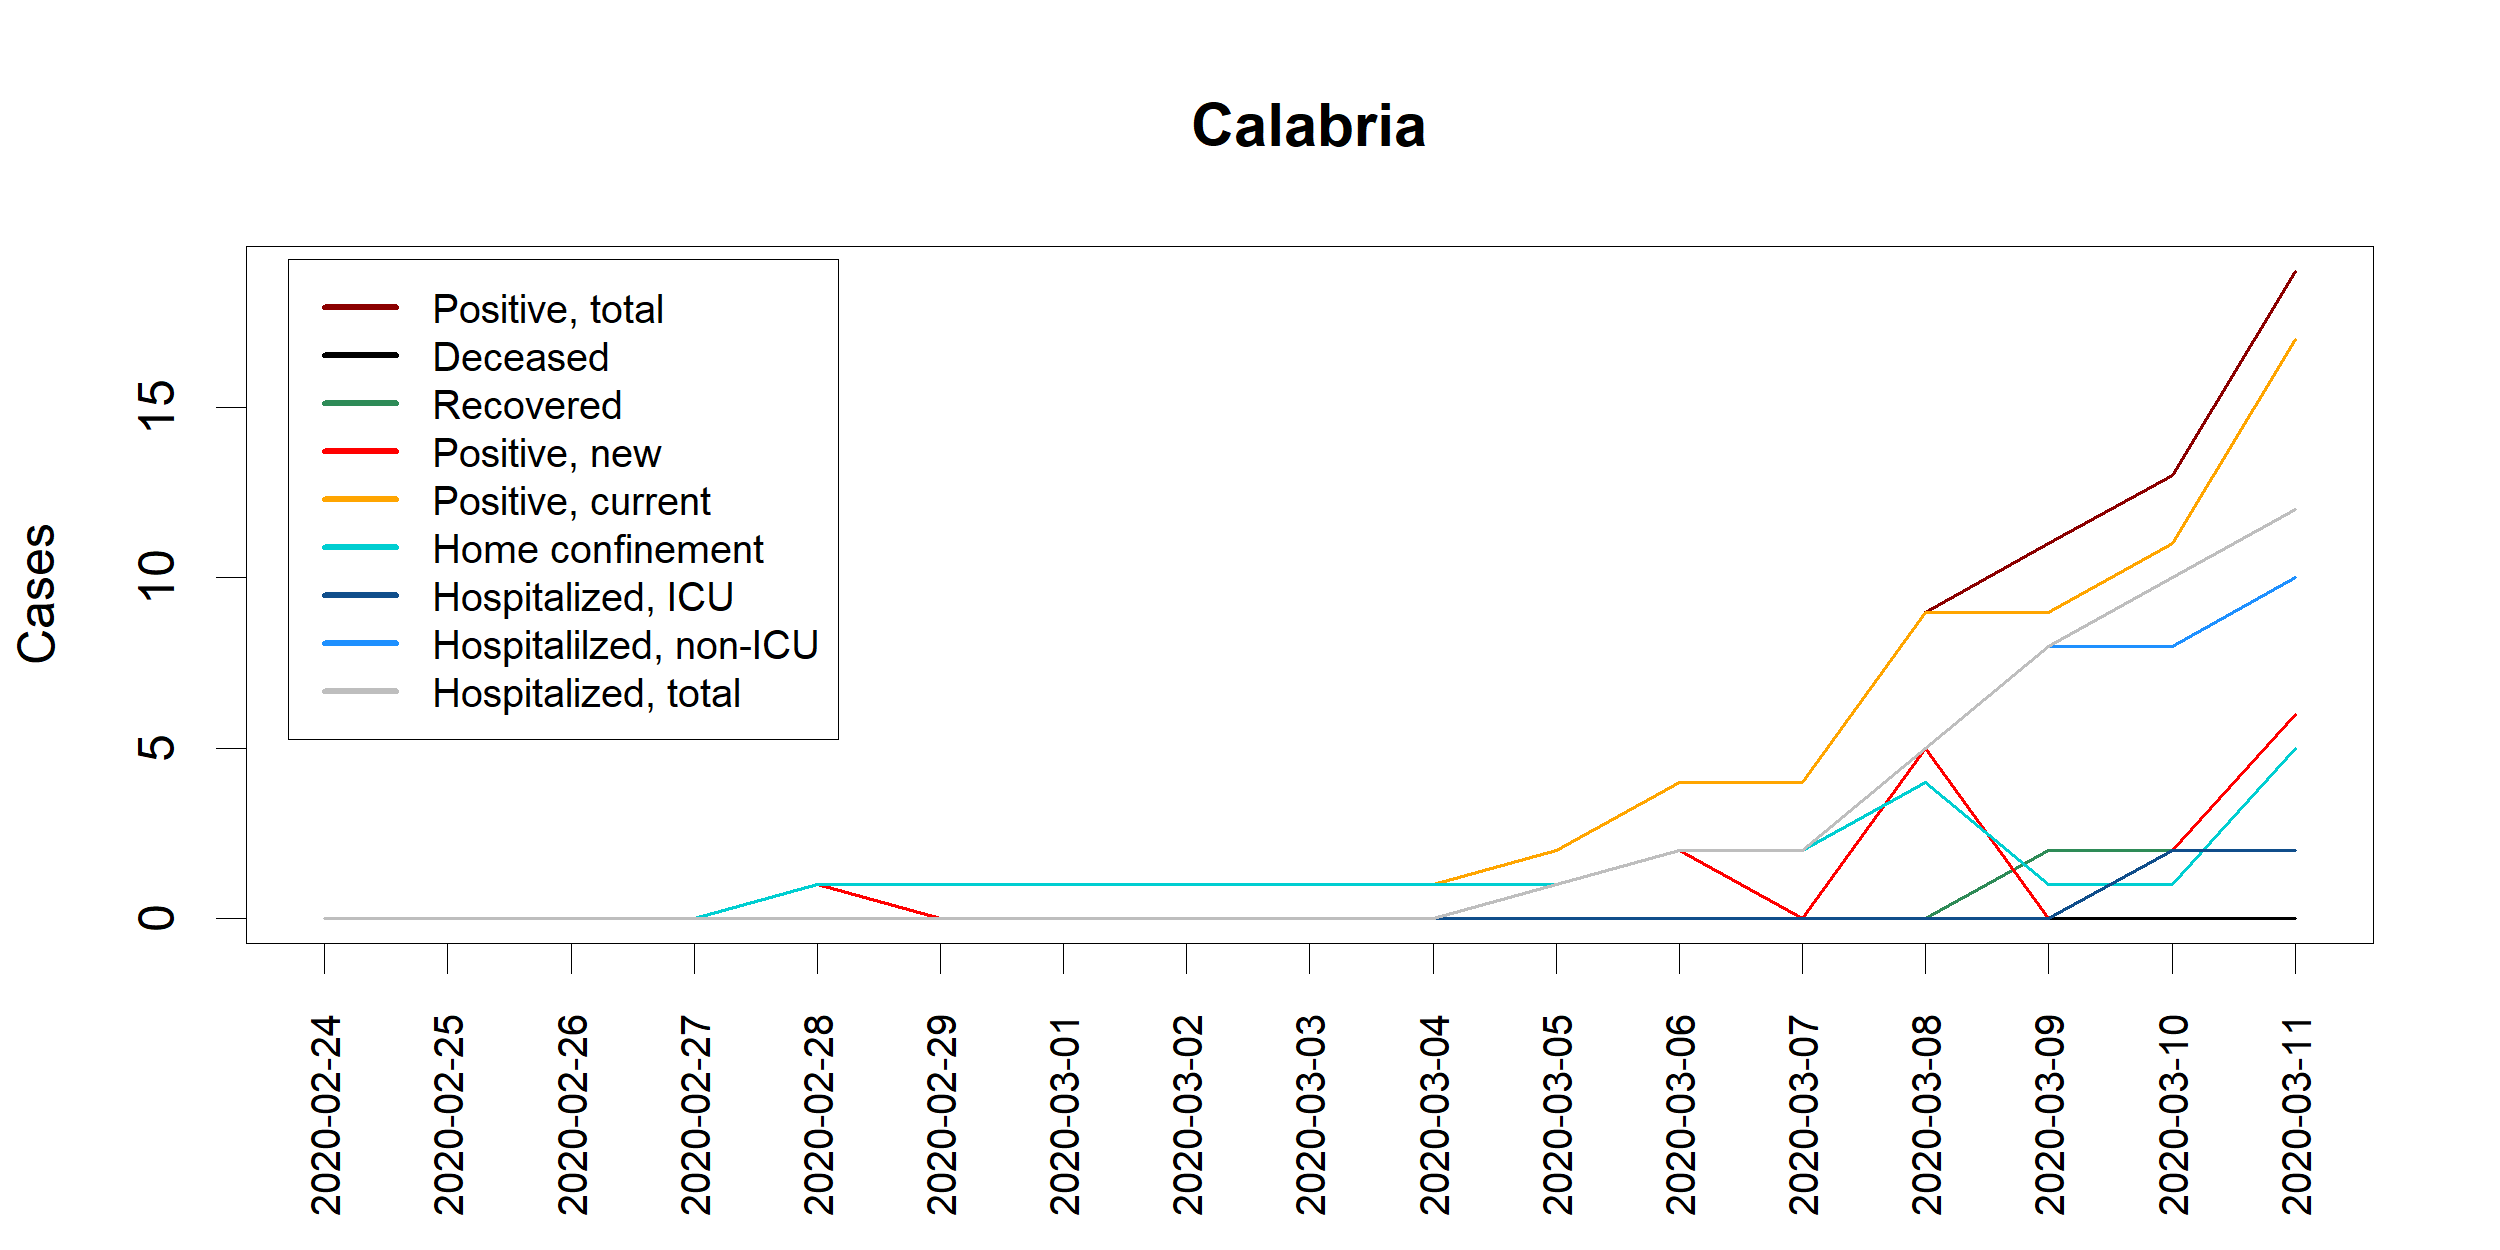 Calabria
Cases
15
10
5
0
Positive, total
Deceased
Recovered
Positive, new
Positive, current
Home confinement
Hospitalized, ICU
Hospitalilzed, non-ICU
Hospitalized, total
2020-02-24
2020-02-25
2020-02-26
2020-02-27
2020-02-28
2020-02-29
2020-03-01
2020-03-02
2020-03-03
2020-03-04
2020-03-05
2020-03-06
2020-03-07
2020-03-08
2020-03-09
2020-03-10
2020-03-11